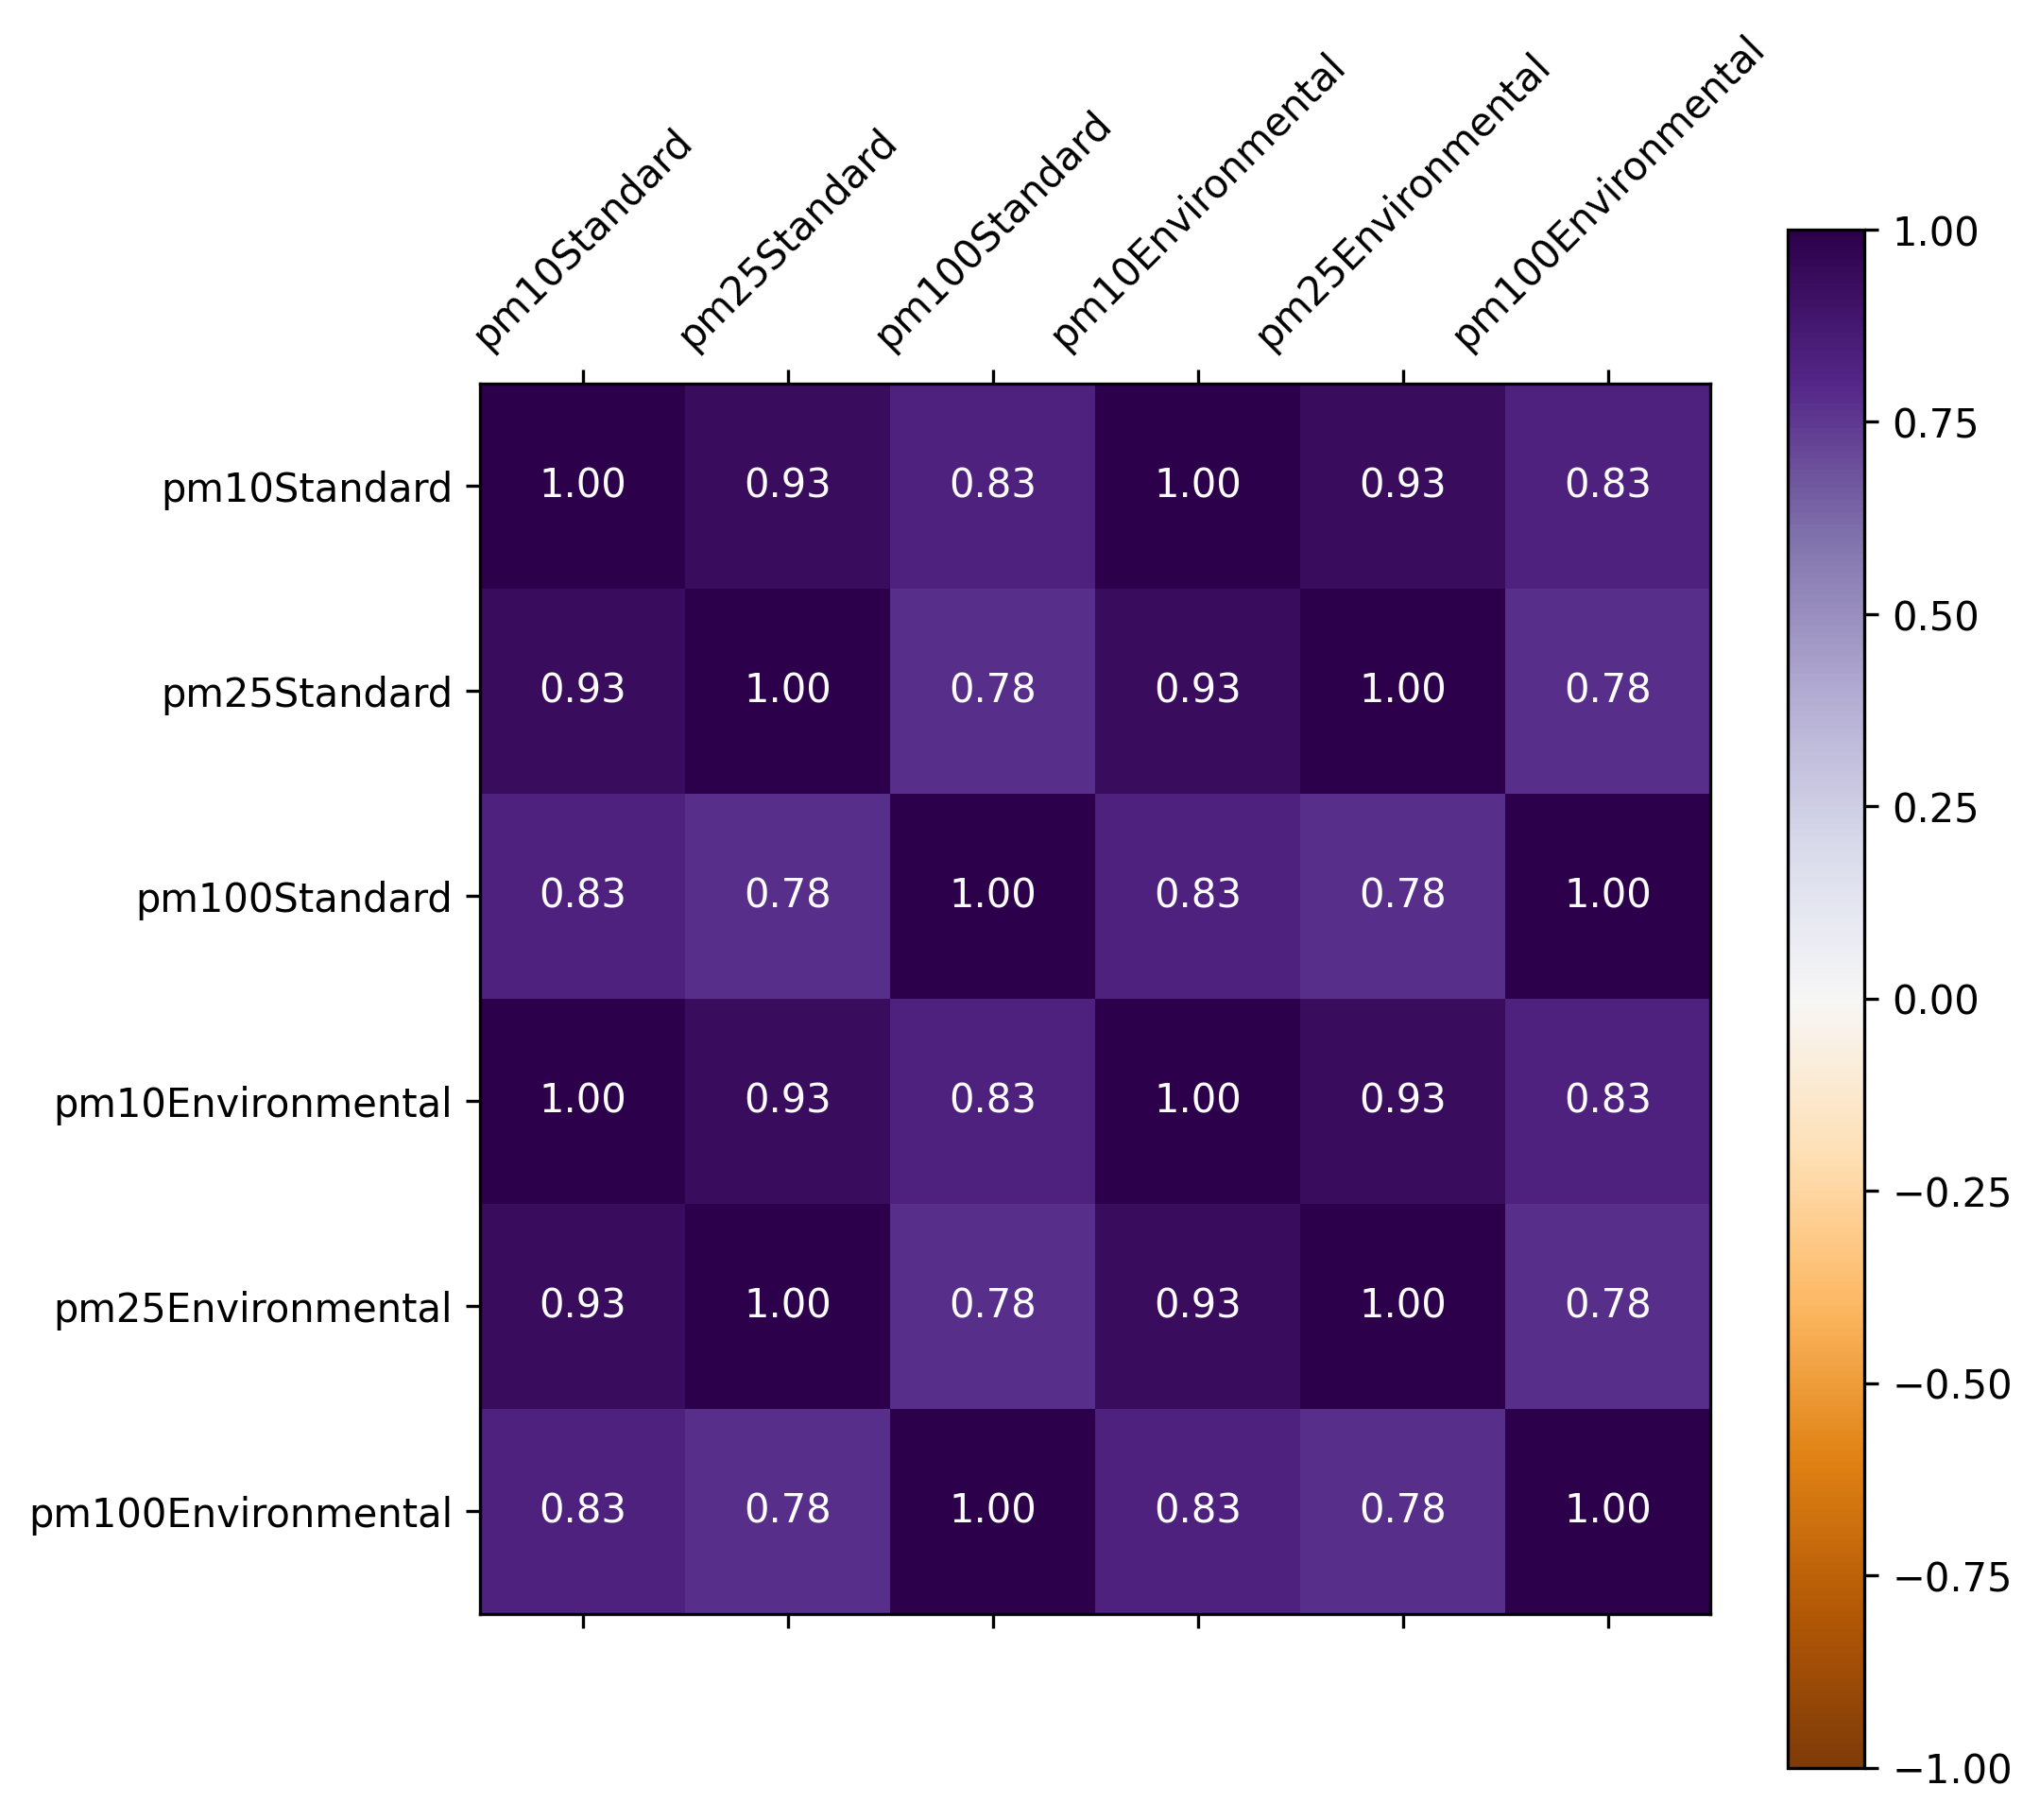 pm10Standard
pm25Standard
pm100Standard
pm10Environmental
pm25Environmental
pm100Environmental
pm10Standard 1.00 0.93 0.83 1.00 0.93 0.83
pm25Standard 0.93 1.00 0.78 0.93 1.00 0.78
pm100Standard 0.83 0.78 1.00 0.83 0.78 1.00
pm10Environmental 1.00 0.93 0.83 1.00 0.93 0.83
pm25Environmental 0.93 1.00 0.78 0.93 1.00 0.78
pm100Environmental 0.83 0.78 1.00 0.83 0.78 1.00
1.00
0.75
0.50
0.25
0.00
−0.25
−0.50
−0.75
−1.00